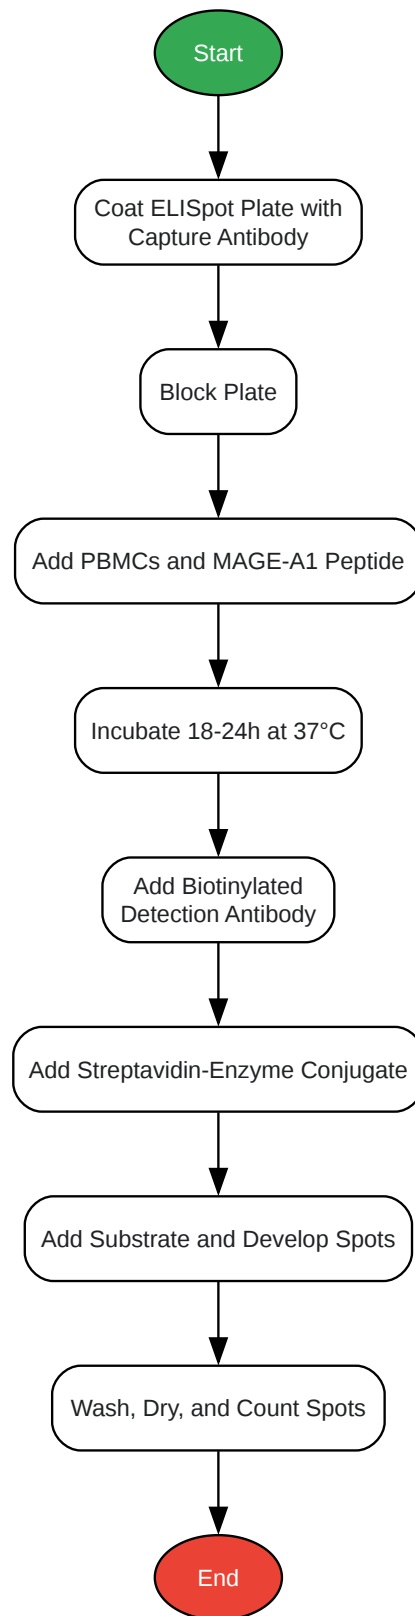 Start
Coat ELISpot Plate with
Capture Antibody
Block Plate
Add PBMCs and MAGE-A1 Peptide
Incubate 18-24h at 37°C
Add Biotinylated
Detection Antibody
Add Streptavidin-Enzyme Conjugate
Add Substrate and Develop Spots
Wash, Dry, and Count Spots
End